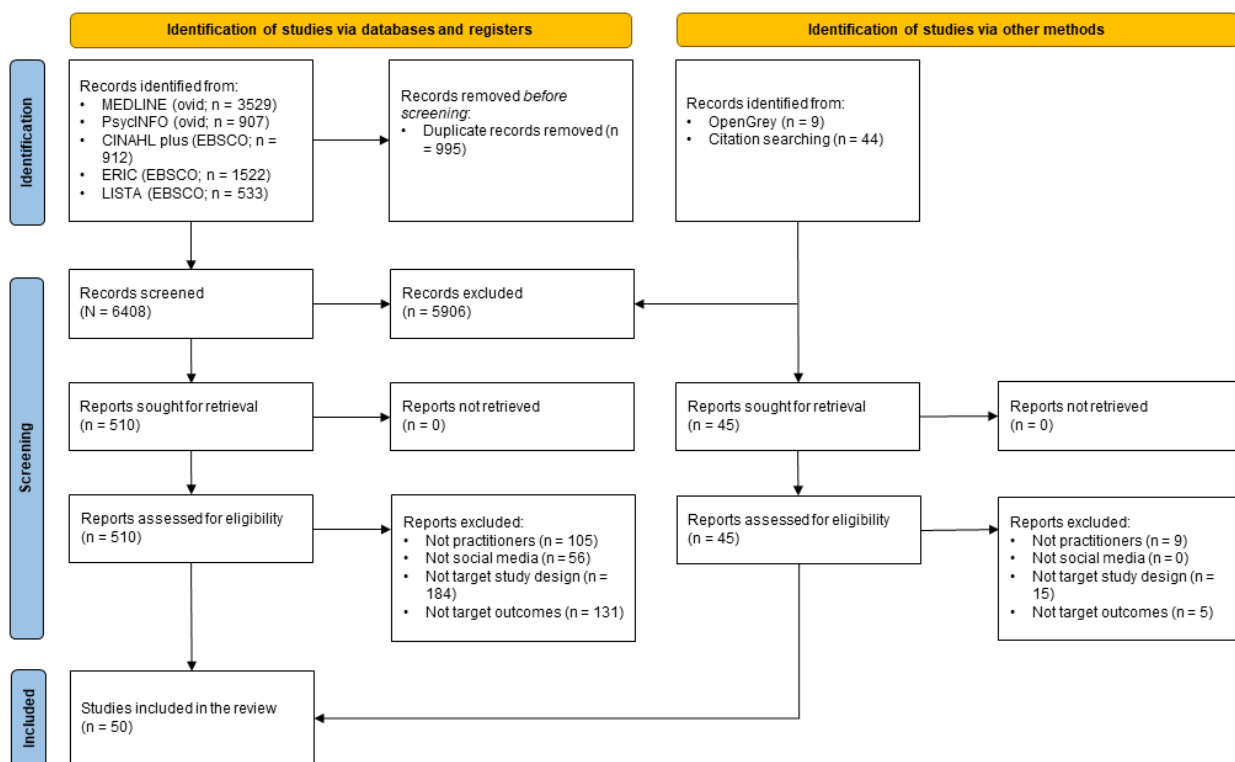 Identification of studies via databases and registers
Identification of studies via other methods
Identification
Records identified from:
• MEDLINE (ovid; n = 3529)
• PsycINFO (ovid; n = 907)
• CINAHL plus (EBSCO; n =
912)
• ERIC (EBSCO; n = 1522)
• LISTA (EBSCO; n = 533)
Records removed before
screening:
• Duplicate records removed (n
= 995)
Records identified from:
• OpenGrey (n = 9)
• Citation searching (n = 44)
Screening
Records screened
(N = 6408)
Records excluded
(n = 5906)
Reports sought for retrieval
(n = 510)
Reports not retrieved
(n = 0)
Reports sought for retrieval
(n = 45)
Reports not retrieved
(n = 0)
Reports assessed for eligibility
(n = 510)
Reports excluded:
• Not practitioners (n = 105)
• Not social media (n = 56)
• Not target study design (n =
184)
• Not target outcomes (n = 131)
Reports assessed for eligibility
(n = 45)
Reports excluded:
• Not practitioners (n = 9)
• Not social media (n = 0)
• Not target study design (n =
15)
• Not target outcomes (n = 5)
Included
Studies included in the review
(n = 50)